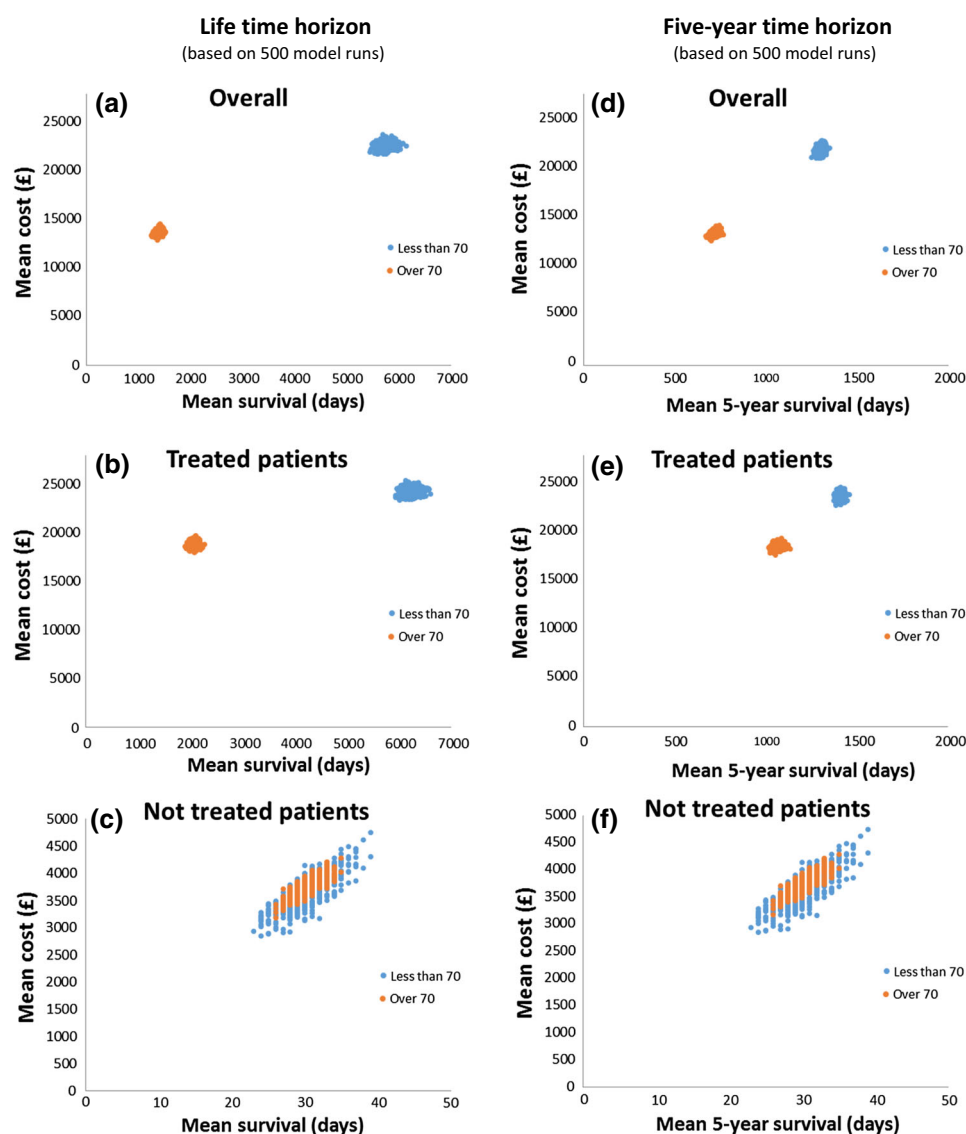 Life time horizon
(based on 500 model runs)
Five-year time horizon
(based on 500 model runs)
(a)
Overall
Mean cost (£)
25000
20000
15000
10000
5000
0
0 1000 2000 3000 4000 5000 6000 7000
Mean survival (days)
Less than 70
Over 70
(d)
Overall
Mean cost (£)
25000
20000
15000
10000
5000
0
0 500 1000 1500 2000
Mean 5-year survival (days)
Less than 70
Over 70
(b)
Treated patients
Mean cost (£)
25000
20000
15000
10000
5000
0
0 1000 2000 3000 4000 5000 6000 7000
Mean survival (days)
Less than 70
Over 70
(e)
Treated patients
Mean cost (£)
25000
20000
15000
10000
5000
0
0 500 1000 1500 2000
Mean 5-year survival (days)
Less than 70
Over 70
(c)
Not treated patients
Mean cost (£)
5000
4500
4000
3500
3000
2500
2000
1500
1000
500
0
0 10 20 30 40 50
Mean survival (days)
Less than 70
Over 70
(f)
Not treated patients
Mean cost (£)
5000
4500
4000
3500
3000
2500
2000
1500
1000
500
0
0 10 20 30 40 50
Mean 5-year survival (days)
Less than 70
Over 70